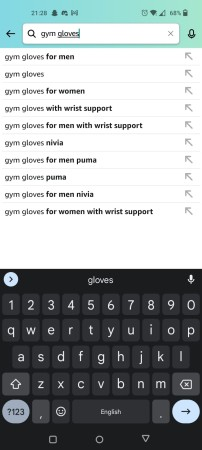 21:28
68%
gym gloves
gym gloves for men
gym gloves
gym gloves for women
gym gloves with wrist support
gym gloves for men with wrist support
gym gloves nivia
gym gloves for men puma
gym gloves puma
gym gloves for men nivia
gym gloves for women with wrist support
gloves
1 2 3 4 5 6 7 8 9 0
q w e r t y u i o p
a s d f g h j k l
z x c v b n m
?123 , English .